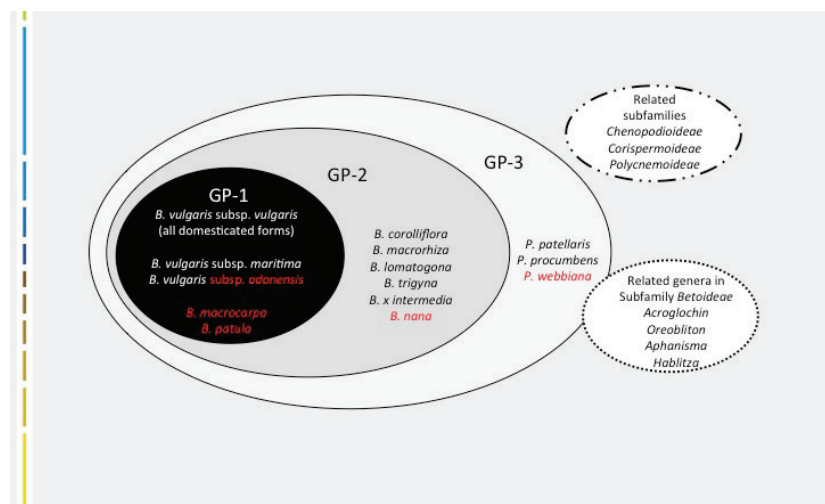 GP-1
B. vulgaris subsp. vulgaris
(all domesticated forms)
B. vulgaris subsp. maritima
B. vulgaris subsp. adanensis
B. macrocarpa
B. patula
GP-2
B. corolliflora
B. macrorhiza
B. lomatogona
B. trigyna
B. x intermedia
B. nana
GP-3
P. patellaris
P. procumbens
P. webbiana
Related
subfamilies
Chenopodioideae
Corispermoideae
Polycnemoideae
Related genera in
Subfamily Betoideae
Acroglochin
Oreobliton
Aphanisma
Hablitza